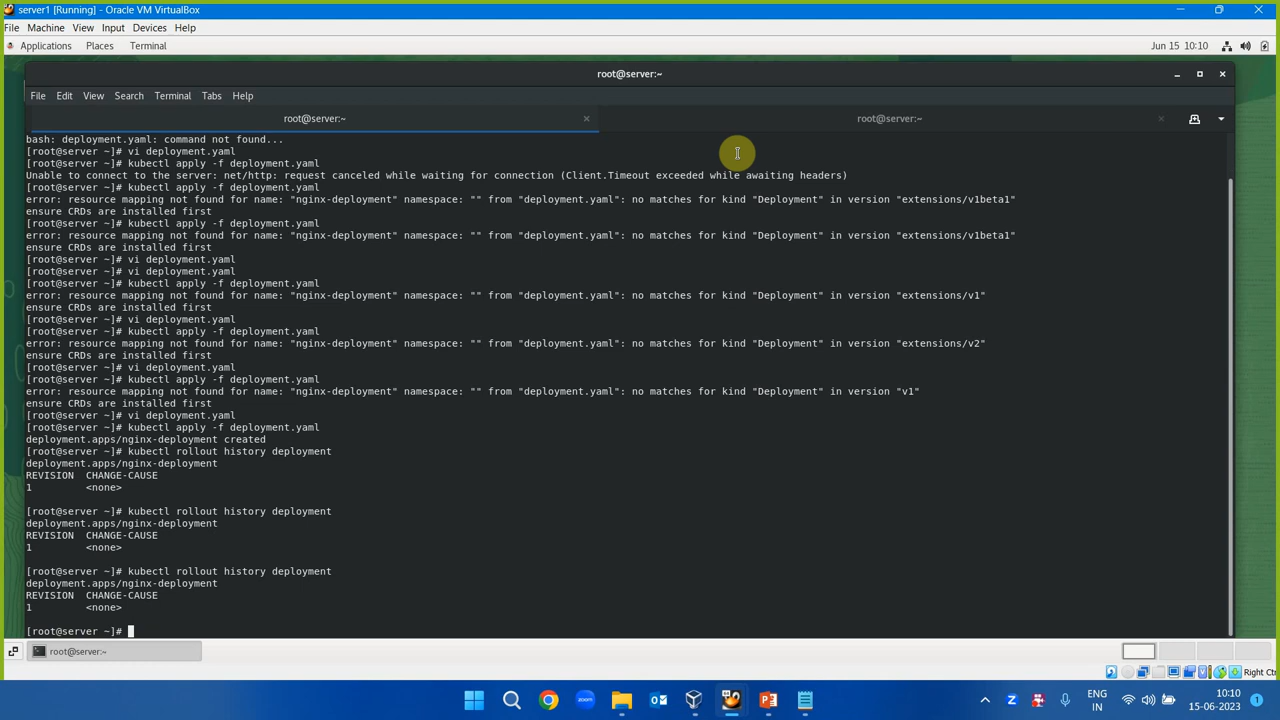 server1 [Running] - Oracle VM VirtualBox
File Machine View Input Devices Help
Applications Places Terminal Jun 15 10:10
root@server:~
File Edit View Search Terminal Tabs Help
root@server:~ root@server:~
bash: deployment.yaml: command not found...
[root@server ~]# vi deployment.yaml
[root@server ~]# kubectl apply -f deployment.yaml
Unable to connect to the server: net/http: request canceled while waiting for connection (Client.Timeout exceeded while awaiting headers)
[root@server ~]# kubectl apply -f deployment.yaml
error: resource mapping not found for name: "nginx-deployment" namespace: "" from "deployment.yaml": no matches for kind "Deployment" in version "extensions/v1beta1"
ensure CRDs are installed first
[root@server ~]# kubectl apply -f deployment.yaml
error: resource mapping not found for name: "nginx-deployment" namespace: "" from "deployment.yaml": no matches for kind "Deployment" in version "extensions/v1beta1"
ensure CRDs are installed first
[root@server ~]# vi deployment.yaml
[root@server ~]# vi deployment.yaml
[root@server ~]# kubectl apply -f deployment.yaml
error: resource mapping not found for name: "nginx-deployment" namespace: "" from "deployment.yaml": no matches for kind "Deployment" in version "extensions/v1"
ensure CRDs are installed first
[root@server ~]# vi deployment.yaml
[root@server ~]# kubectl apply -f deployment.yaml
error: resource mapping not found for name: "nginx-deployment" namespace: "" from "deployment.yaml": no matches for kind "Deployment" in version "extensions/v2"
ensure CRDs are installed first
[root@server ~]# vi deployment.yaml
[root@server ~]# kubectl apply -f deployment.yaml
error: resource mapping not found for name: "nginx-deployment" namespace: "" from "deployment.yaml": no matches for kind "Deployment" in version "v1"
ensure CRDs are installed first
[root@server ~]# vi deployment.yaml
[root@server ~]# kubectl apply -f deployment.yaml
deployment.apps/nginx-deployment created
[root@server ~]# kubectl rollout history deployment
deployment.apps/nginx-deployment
REVISION CHANGE-CAUSE
1 <none>
[root@server ~]# kubectl rollout history deployment
deployment.apps/nginx-deployment
REVISION CHANGE-CAUSE
1 <none>
[root@server ~]# kubectl rollout history deployment
deployment.apps/nginx-deployment
REVISION CHANGE-CAUSE
1 <none>
[root@server ~]#
root@server:~
Right Ctr
zoom
Z
ENG
IN
10:10
15-06-2023
1